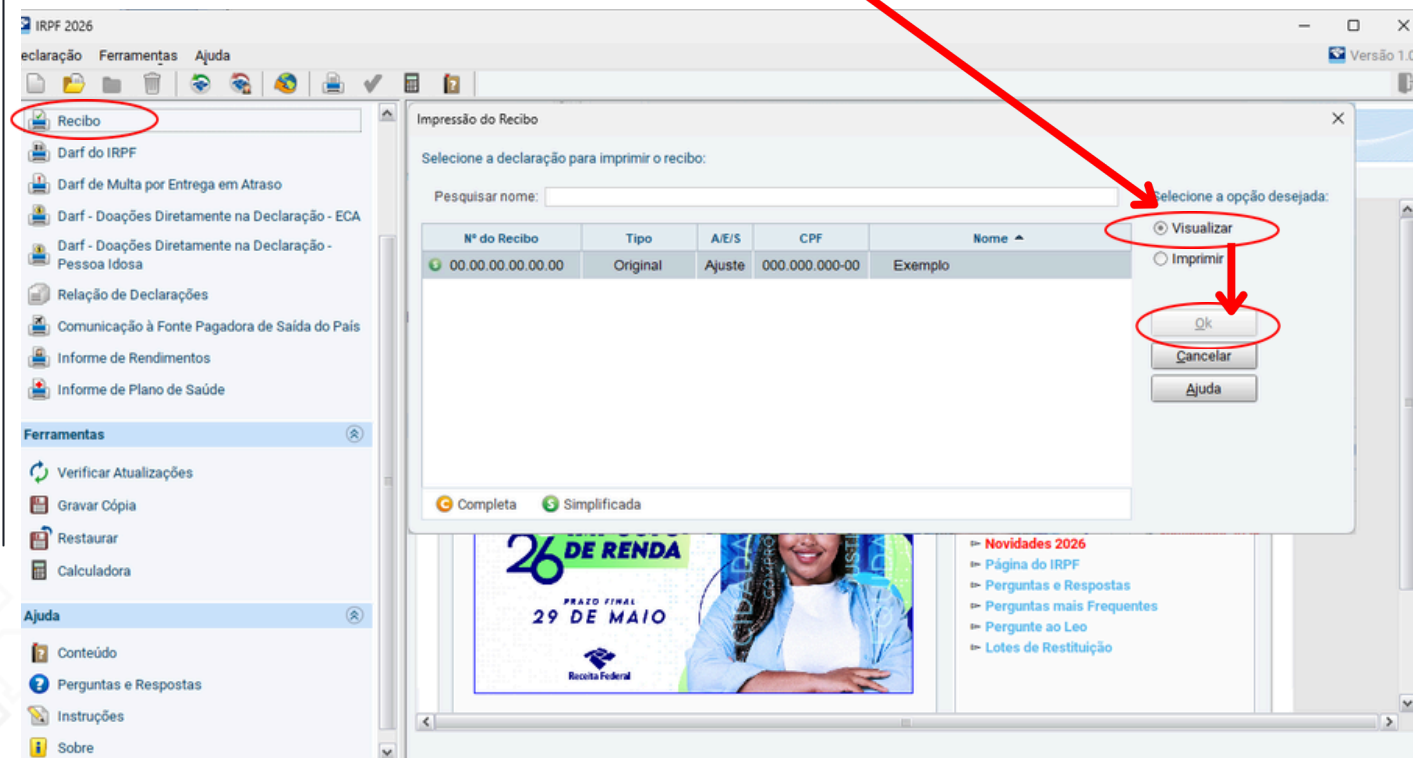 IRPF 2026
eclaração Ferramentas Ajuda
Versão 1.0
Recibo
Darf do IRPF
Darf de Multa por Entrega em Atraso
Darf - Doações Diretamente na Declaração - ECA
Darf - Doações Diretamente na Declaração -
Pessoa Idosa
Relação de Declarações
Comunicação à Fonte Pagadora de Saída do País
Informe de Rendimentos
Informe de Plano de Saúde
Ferramentas
Verificar Atualizações
Gravar Cópia
Restaurar
Calculadora
Ajuda
Conteúdo
Perguntas e Respostas
Instruções
Sobre
Impressão do Recibo
Selecione a declaração para imprimir o recibo:
Pesquisar nome:
Nº do Recibo Tipo A/E/S CPF Nome
00.00.00.00.00.00 Original Ajuste 000.000.000-00 Exemplo
C Completa S Simplificada
Selecione a opção desejada:
Visualizar
Imprimir
Ok
Cancelar
Ajuda
26
DE RENDA
PRAZO FINAL
29 DE MAIO
Receita Federal
Novidades 2026
Página do IRPF
Perguntas e Respostas
Perguntas mais Frequentes
Pergunte ao Leo
Lotes de Restituição